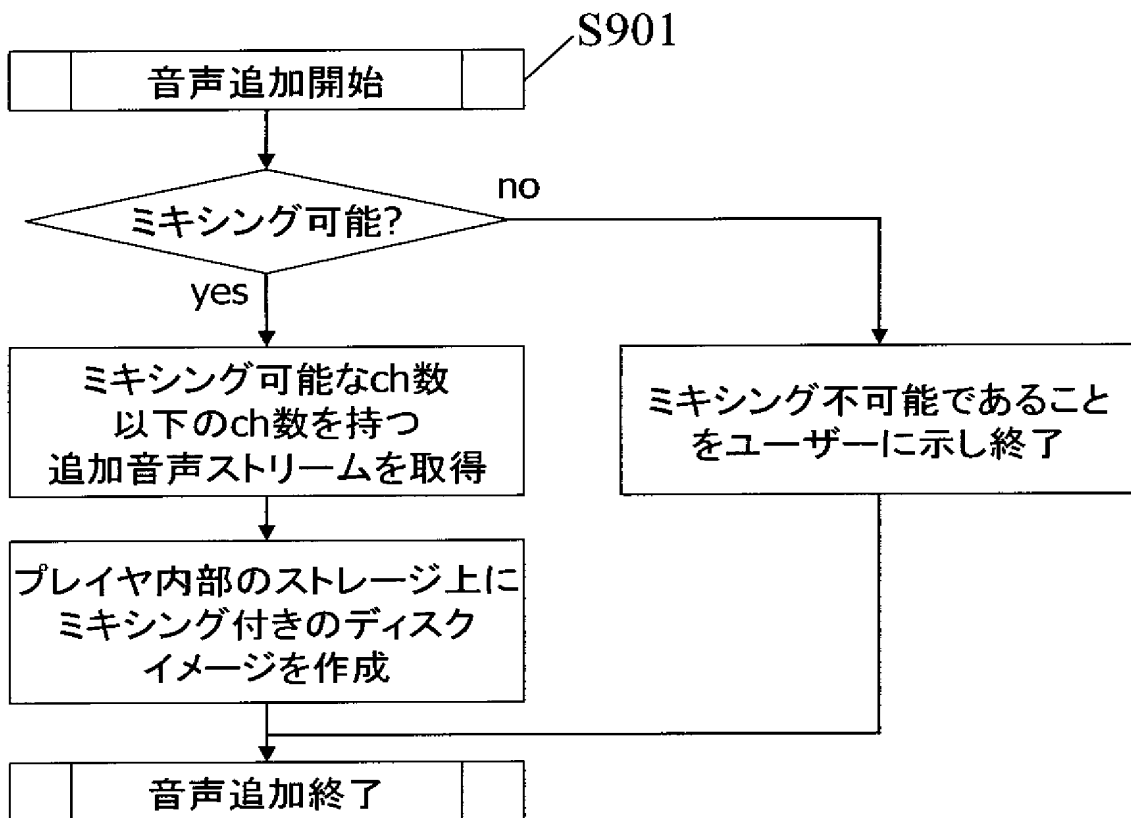 S901
音声追加開始
ミキシング可能?
no
yes
ミキシング可能なch数
以下のch数を持つ
追加音声ストリームを取得
ミキシング不可能であること
をユーザーに示し終了
プレイヤ内部のストレージ上に
ミキシング付きのディスク
イメージを作成
音声追加終了